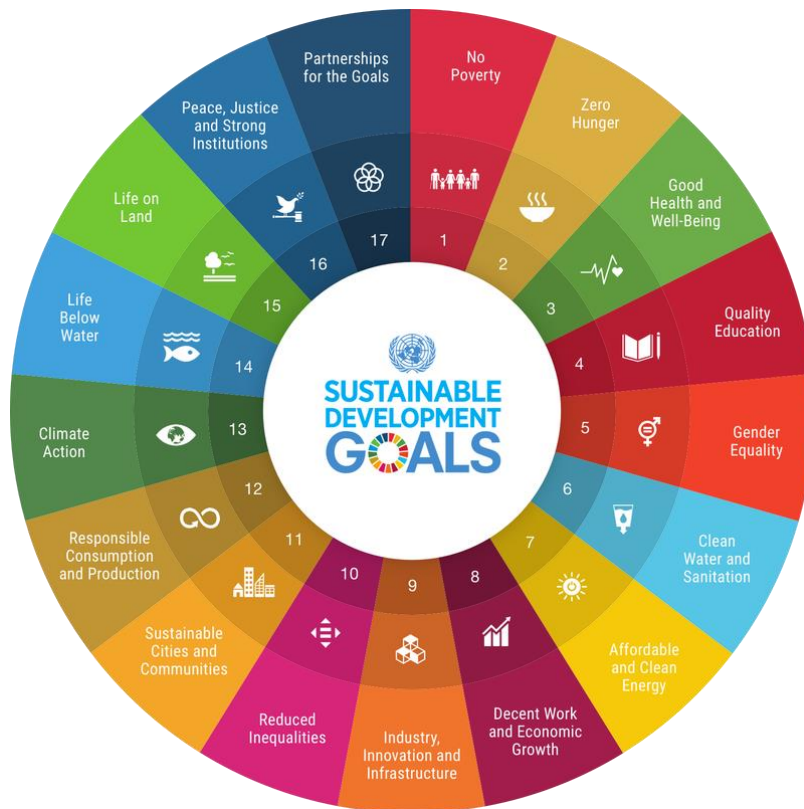 SUSTAINABLE
DEVELOPMENT
GOALS
No
Poverty
1
Zero
Hunger
2
Good
Health and
Well-Being
3
Quality
Education
4
Gender
Equality
5
Clean
Water and
Sanitation
6
Affordable
and Clean
Energy
7
Decent Work
and Economic
Growth
8
Industry,
Innovation and
Infrastructure
9
Reduced
Inequalities
10
Sustainable
Cities and
Communities
11
Responsible
Consumption
and Production
12
Climate
Action
13
Life
Below
Water
14
Life on
Land
15
Peace, Justice
and Strong
Institutions
16
Partnerships
for the Goals
17